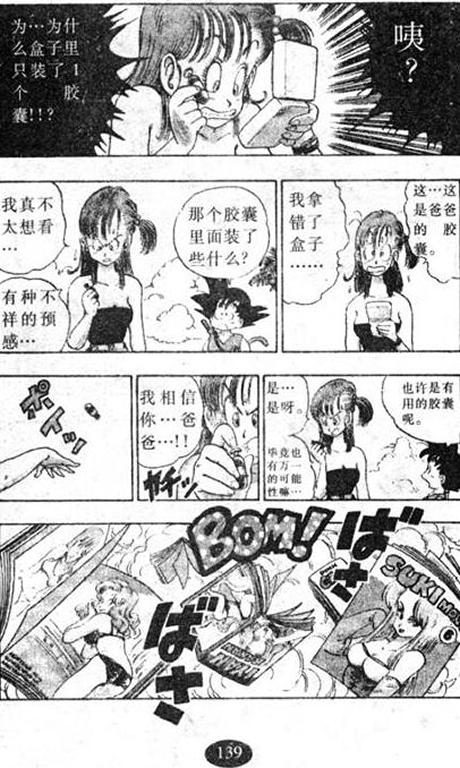 咦?
为…为什
么盒子里
只装了1
个胶
囊!!?
这…这
是爸爸
的胶
囊。
我拿
错了
盒子
……
那个胶囊
里面装了
些什么?
我真不
太想看
…
有种不
祥的预
感…
也许是有
用的胶囊
呢。
是…
是呀。
毕竟也
有万一
的可能
性嘛…
我相信
你…爸
爸…!!
ガチッ
ポイッ
BOM!
ばさ
ばさ
SUKI
139